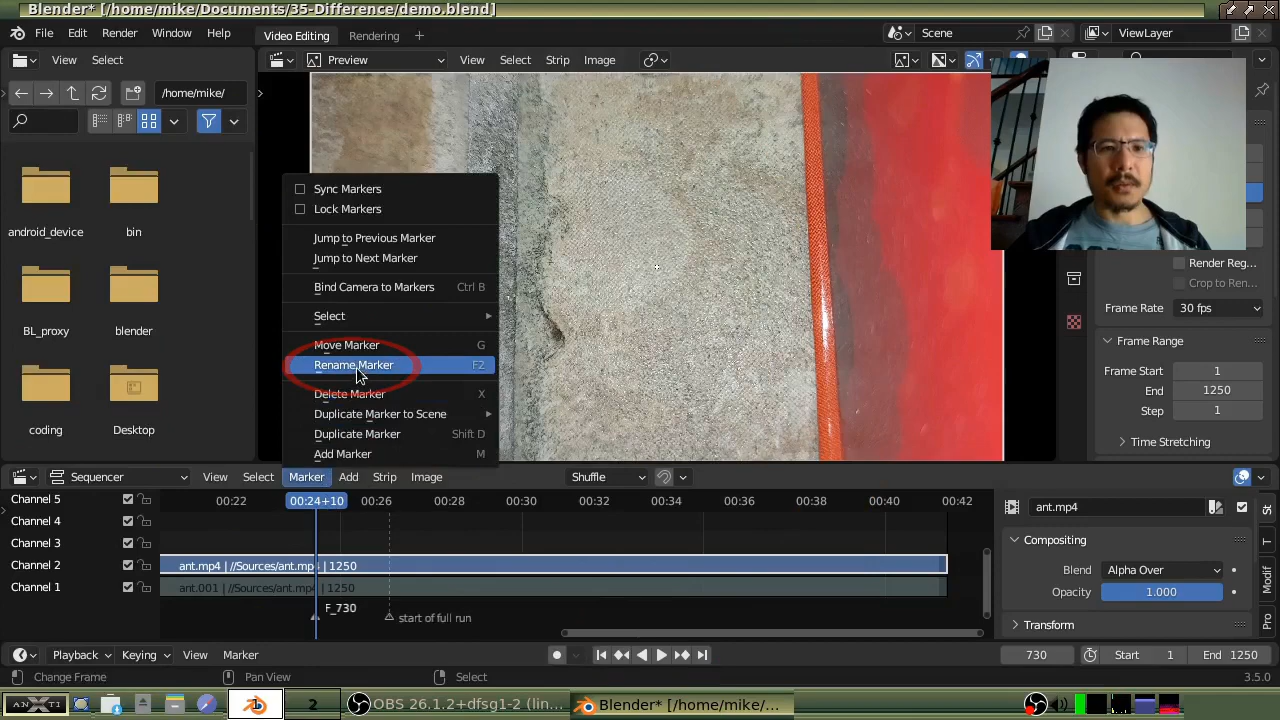 Blender* [/home/mike/Documents/35-Difference/demo.blend]
File Edit Render Window Help
Video Editing Rendering
Scene
ViewLayer
View Select
Preview
View Select Strip Image
/home/mike/
android_device
bin
BL_proxy
blender
coding
Desktop
Sync Markers
Lock Markers
Jump to Previous Marker
Jump to Next Marker
Bind Camera to Markers Ctrl B
Select
Move Marker G
Rename Marker F2
Delete Marker X
Duplicate Marker to Scene
Duplicate Marker Shift D
Add Marker M
Render Reg...
Crop to Ren...
Frame Rate 30 fps
Frame Range
Frame Start 1
End 1250
Step 1
Time Stretching
Sequencer
View Select Marker Add Strip Image
Shuffle
00:22 00:24+10 00:26 00:28 00:30 00:32 00:34 00:36 00:38 00:40 00:42
Channel 5
Channel 4
Channel 3
Channel 2
Channel 1
ant.mp4 | //Sources/ant.mp4 | 1250
ant.001 | //Sources/ant.mp4 | 1250
F_730
start of full run
ant.mp4
Compositing
Blend Alpha Over
Opacity 1.000
Transform
St
T
Modif
Pro
Playback Keying View Marker
730
Start 1
End 1250
Change Frame
Pan View
Select
3.5.0
1
2
OBS 26.1.2+dfsg1-2 (lin...
Blender* [/home/mike/...